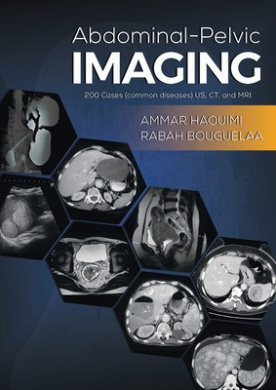 Abdominal-Pelvic
IMAGING
200 Cases (common diseases) US, CT, and MRI
AMMAR HAOUIMI
RABAH BOUGUELAA